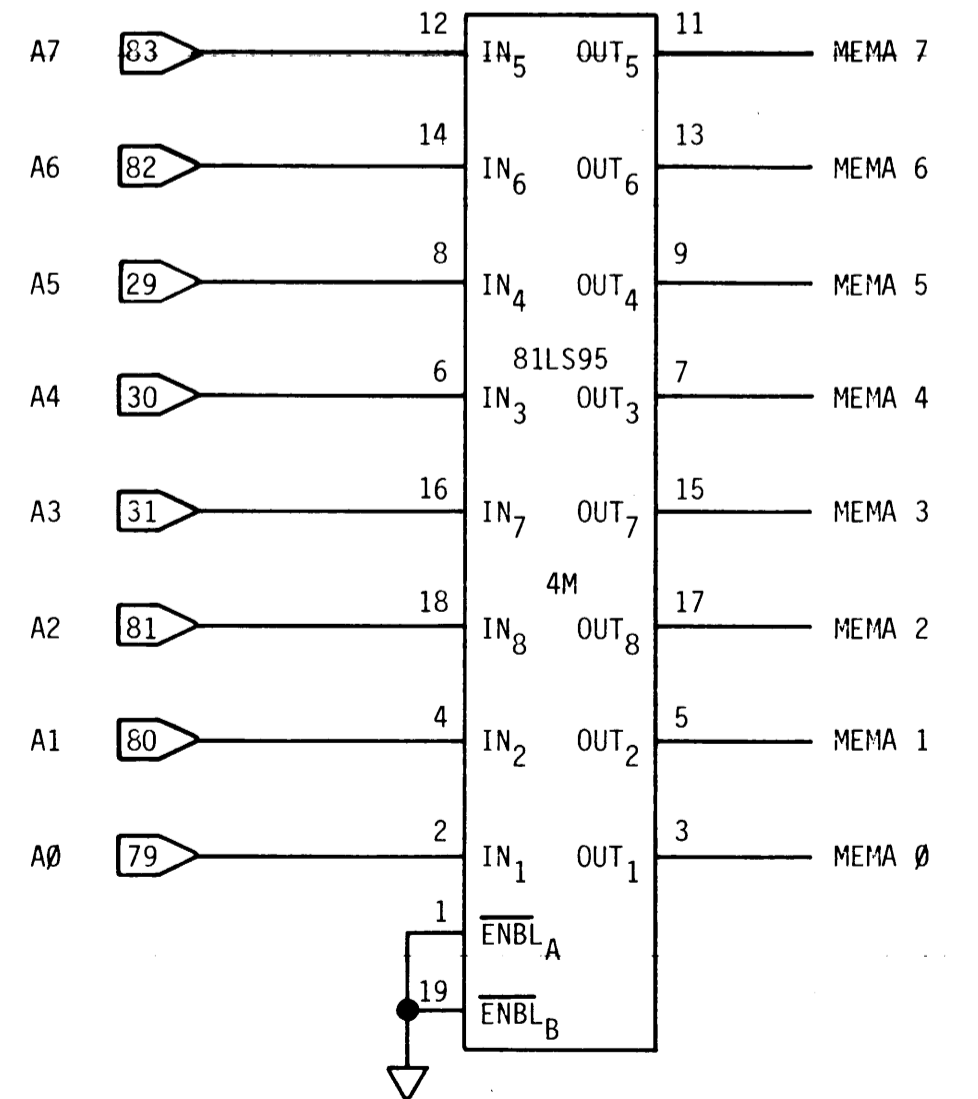 12 11
A7 83 IN5 OUT5 MEMA 7
14 13
A6 82 IN6 OUT6 MEMA 6
8 9
A5 29 IN4 OUT4 MEMA 5
81LS95
6 7
A4 30 IN3 OUT3 MEMA 4
16 15
A3 31 IN7 OUT7 MEMA 3
4M
18 17
A2 81 IN8 OUT8 MEMA 2
4 5
A1 80 IN2 OUT2 MEMA 1
2 3
AØ 79 IN1 OUT1 MEMA Ø
1
E̅N̅B̅L̅A
19
E̅N̅B̅L̅B